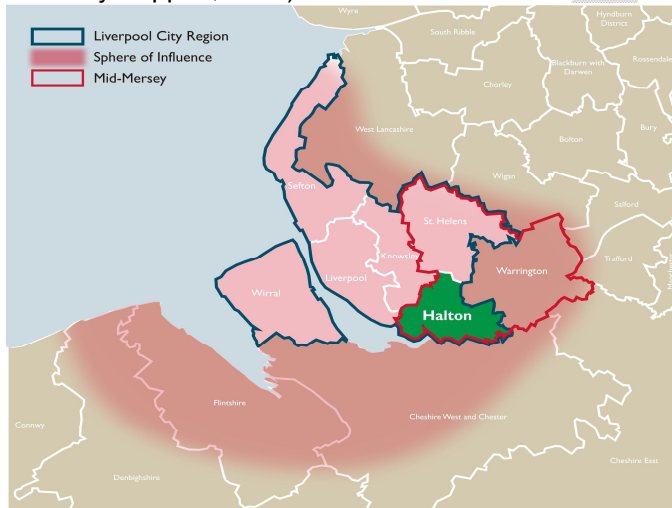 Liverpool City Region
Sphere of Influence
Mid-Mersey
Wyre
South Ribble
Hyndburn
District
Blackburn with
Darwen
Rossendale
Chorley
West Lancashire
Bolton
Bury
Wigan
Salford
Sefton
St. Helens
Trafford
Knowsley
Warrington
Liverpool
Wirral
Halton
Flintshire
Cheshire West and Chester
Conwy
Denbighshire
Cheshire East